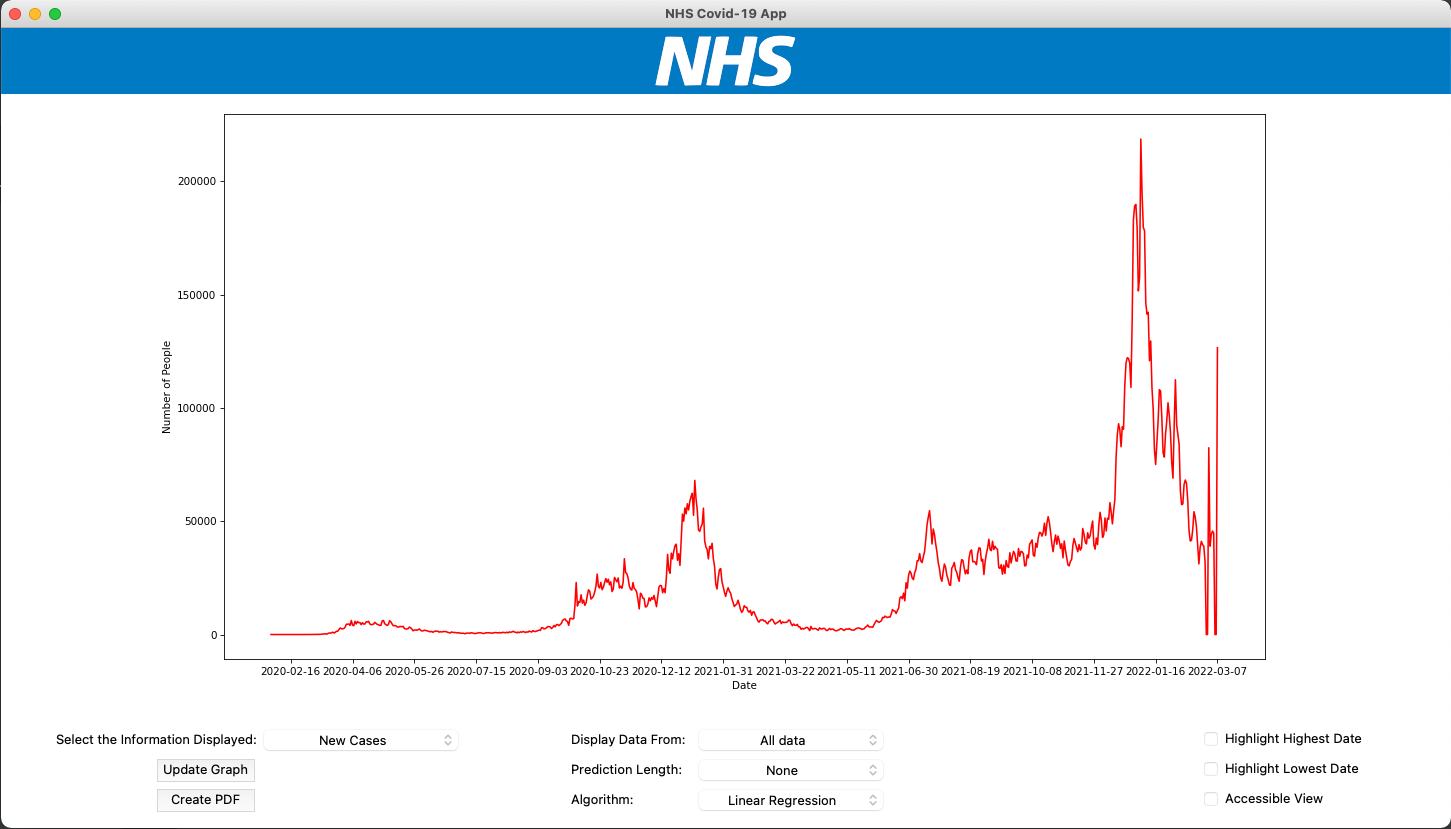 NHS Covid-19 App
NHS
200000
150000
100000
50000
0
Number of People
2020-02-16 2020-04-06 2020-05-26 2020-07-15 2020-09-03 2020-10-23 2020-12-12 2021-01-31 2021-03-22 2021-05-11 2021-06-30 2021-08-19 2021-10-08 2021-11-27 2022-01-16 2022-03-07
Date
Select the Information Displayed: New Cases
Display Data From: All data
Highlight Highest Date
Update Graph
Prediction Length: None
Highlight Lowest Date
Create PDF
Algorithm: Linear Regression
Accessible View